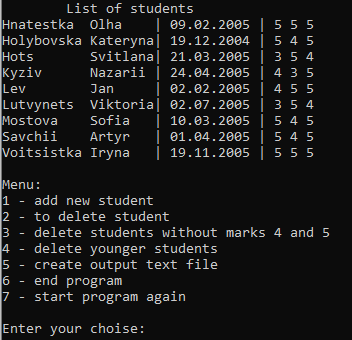 List of students
Hnatestka  Olha    | 09.02.2005 | 5 5 5
Holybovska Kateryna| 19.12.2004 | 5 4 5
Hots       Svitlana| 21.03.2005 | 3 5 4
Kyziv      Nazarii | 24.04.2005 | 4 3 5
Lev        Jan     | 02.02.2005 | 4 5 5
Lutvynets  Viktoria| 02.07.2005 | 3 5 4
Mostova    Sofia   | 10.03.2005 | 5 4 5
Savchii    Artyr   | 01.04.2005 | 5 4 5
Voitsistka Iryna   | 19.11.2005 | 5 5 5
Menu:
1 - add new student
2 - to delete student
3 - delete students without marks 4 and 5
4 - delete younger students
5 - create output text file
6 - end program
7 - start program again
Enter your choise: